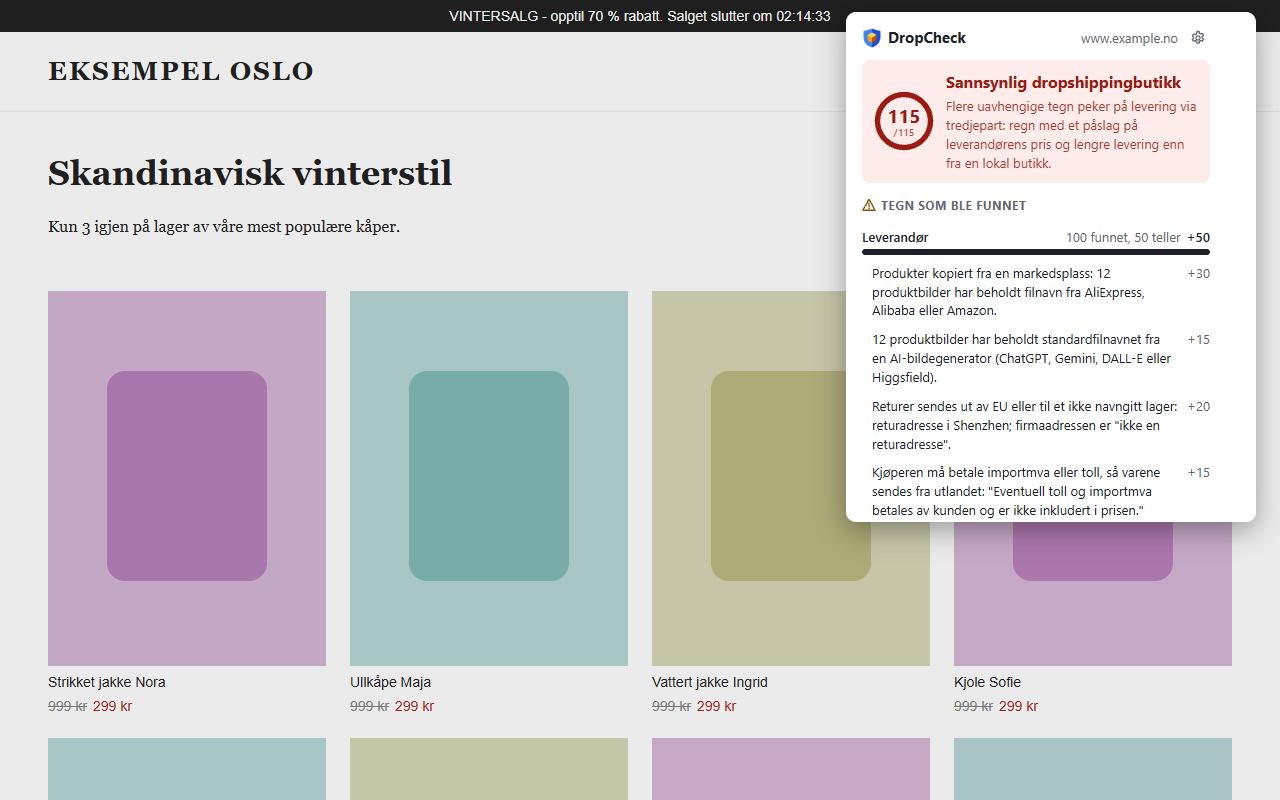 VINTERSALG - opptil 70 % rabatt. Salget slutter om 02:14:33
EKSEMPEL OSLO
Skandinavisk vinterstil
Kun 3 igjen på lager av våre mest populære kåper.
DropCheck
www.example.no
115
/115
Sannsynlig dropshippingbutikk
Flere uavhengige tegn peker på levering via
tredjepart: regn med et påslag på
leverandørens pris og lengre levering enn
fra en lokal butikk.
TEGN SOM BLE FUNNET
Leverandør 100 funnet, 50 teller +50
Produkter kopiert fra en markedsplass: 12 +30
produktbilder har beholdt filnavn fra AliExpress,
Alibaba eller Amazon.
12 produktbilder har beholdt standardfilnavnet fra +15
en AI-bildegenerator (ChatGPT, Gemini, DALL-E eller
Higgsfield).
Returer sendes ut av EU eller til et ikke navngitt lager: +20
returadresse i Shenzhen; firmaadressen er "ikke en
returadresse".
Kjøperen må betale importmva eller toll, så varene +15
sendes fra utlandet: "Eventuell toll og importmva
betales av kunden og er ikke inkludert i prisen."
Strikket jakke Nora
999 kr 299 kr
Ullkåpe Maja
999 kr 299 kr
Vattert jakke Ingrid
999 kr 299 kr
Kjole Sofie
999 kr 299 kr